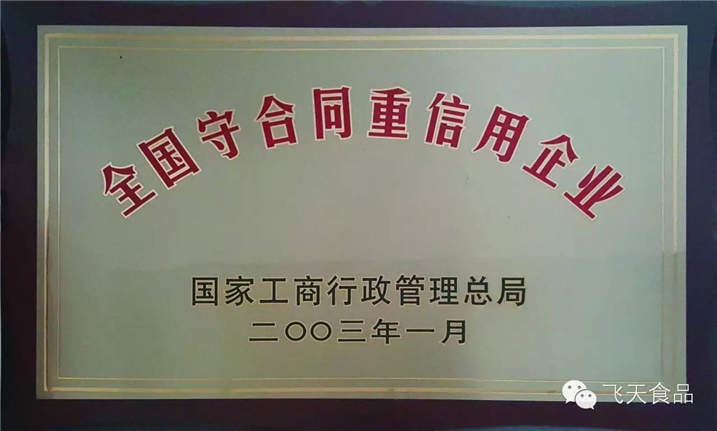 全国守合同重信用企业
国家工商行政管理总局
二〇〇三年一月
飞天食品